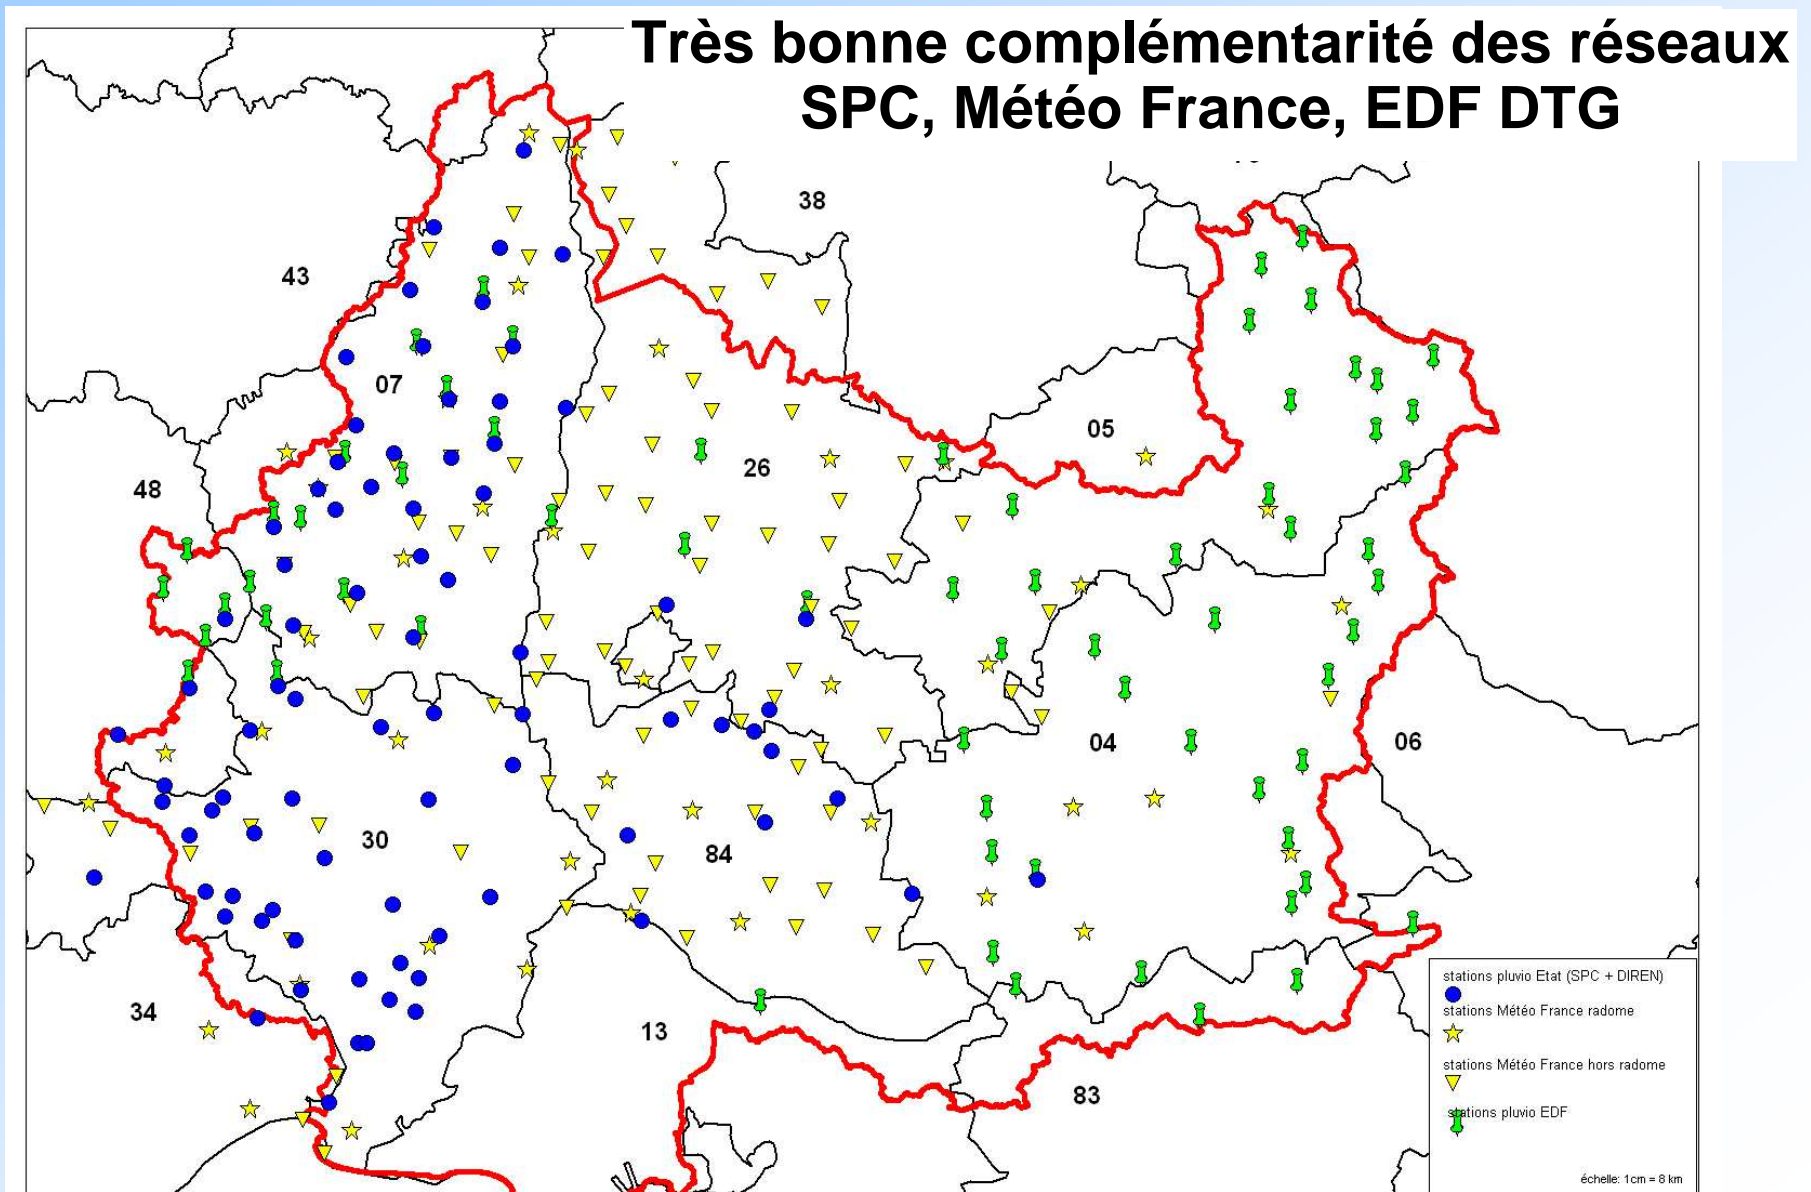 Très bonne complémentarité des réseaux
SPC, Météo France, EDF DTG
38
43
07
05
26
48
04
06
30
84
34
13
83
stations pluvio Etat (SPC + DIREN)
stations Météo France radome
stations Météo France hors radome
stations pluvio EDF
échelle: 1cm = 8 km